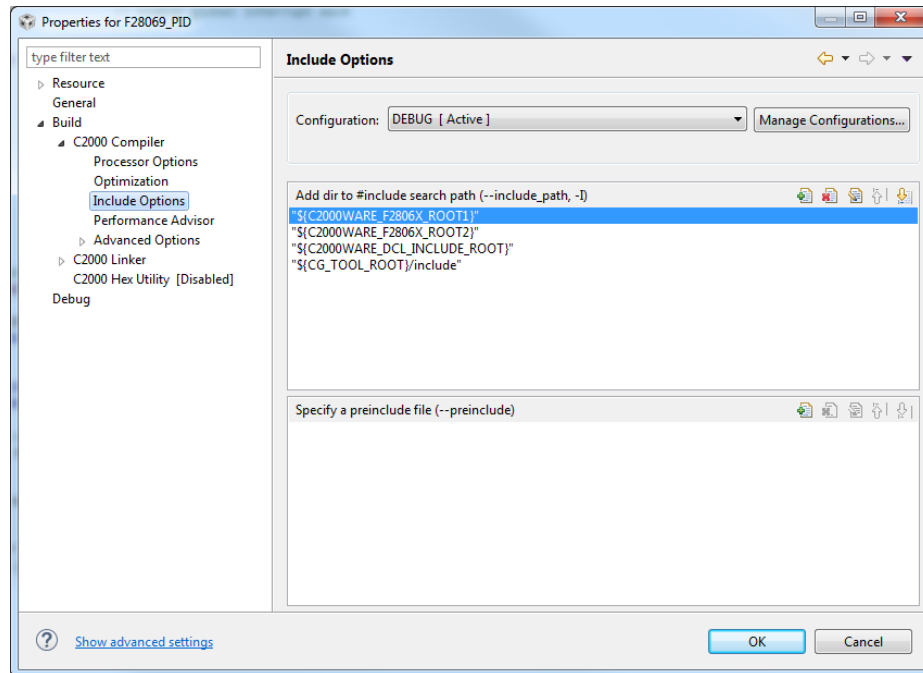 Properties for F28069_PID
type filter text
Include Options
Resource
General
Build
C2000 Compiler
Processor Options
Optimization
Include Options
Performance Advisor
Advanced Options
C2000 Linker
C2000 Hex Utility [Disabled]
Debug
Configuration:
DEBUG [ Active ]
Manage Configurations...
Add dir to #include search path (--include_path, -I)
"${C2000WARE_F2806X_ROOT1}"
"${C2000WARE_F2806X_ROOT2}"
"${C2000WARE_DCL_INCLUDE_ROOT}"
"${CG_TOOL_ROOT}/include"
Specify a preinclude file (--preinclude)
Show advanced settings
OK
Cancel